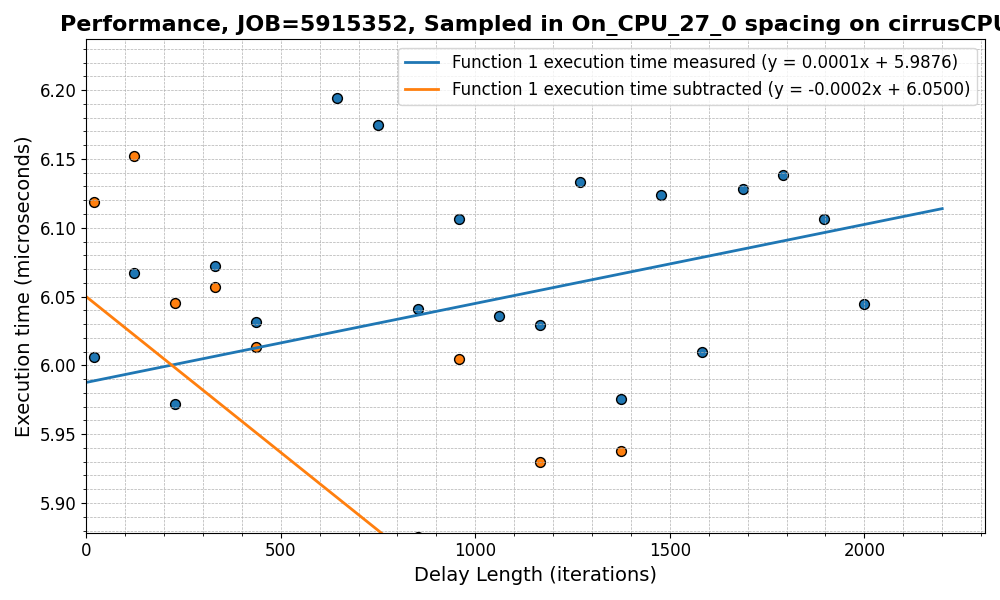 Performance, JOB=5915352, Sampled in On_CPU_27_0 spacing on cirrusCPU
Function 1 execution time measured (y = 0.0001x + 5.9876)
Function 1 execution time subtracted (y = -0.0002x + 6.0500)
Execution time (microseconds)
6.20
6.15
6.10
6.05
6.00
5.95
5.90
0 500 1000 1500 2000
Delay Length (iterations)